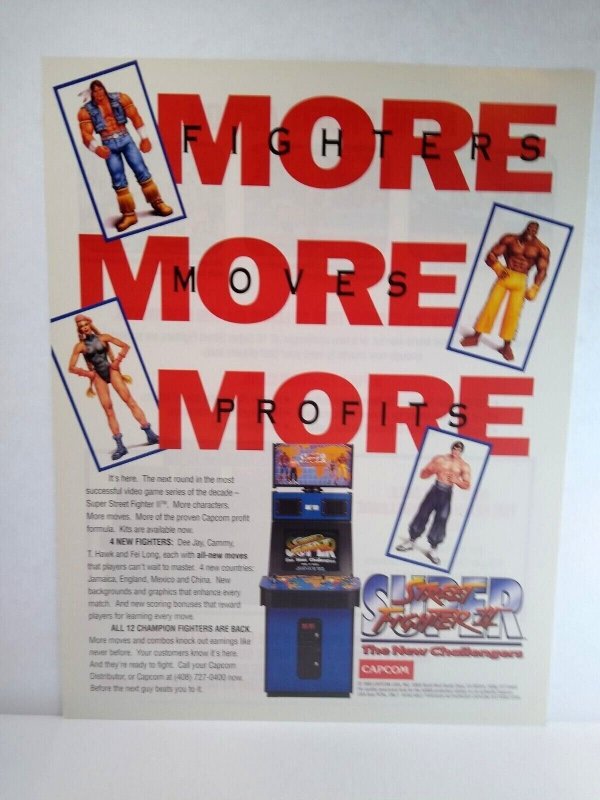 MORE
FIGHTERS
MORE
MOVES
MORE
PROFITS
It's here. The next round in the most
successful video game series of the decade –
Super Street Fighter II™. More characters.
More moves. More of the proven Capcom profit
formula. Kits are available now.
4 NEW FIGHTERS: Dee Jay, Cammy,
T. Hawk and Fei Long, each with all-new moves
that players can't wait to master. 4 new countries:
Jamaica, England, Mexico and China. New
backgrounds and graphics that enhance every
match. And new scoring bonuses that reward
players for learning every move.
ALL 12 CHAMPION FIGHTERS ARE BACK.
More moves and combos knock out earnings like
never before. Your customers know it's here.
And they're ready to fight. Call your Capcom
Distributor, or Capcom at (408) 727-0400 now.
Before the next guy beats you to it.
SUPER
STREET
FIGHTER II
The New Challengers
CAPCOM